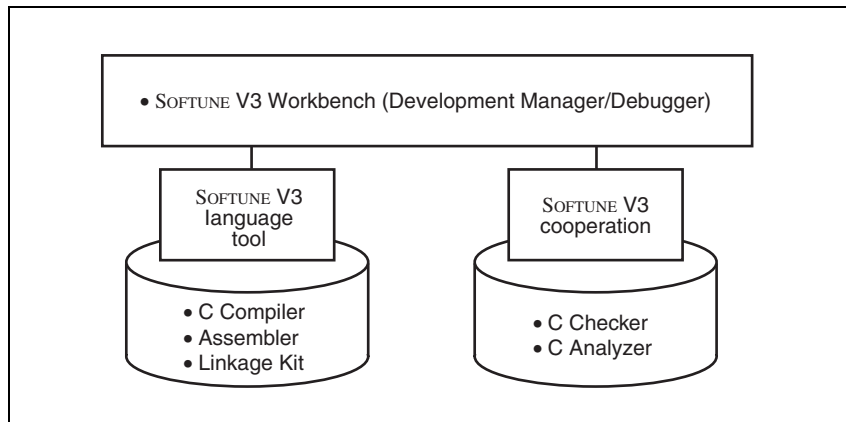 • SOFTUNE V3 Workbench (Development Manager/Debugger)
SOFTUNE V3
language
tool
• C Compiler
• Assembler
• Linkage Kit
SOFTUNE V3
cooperation
• C Checker
• C Analyzer